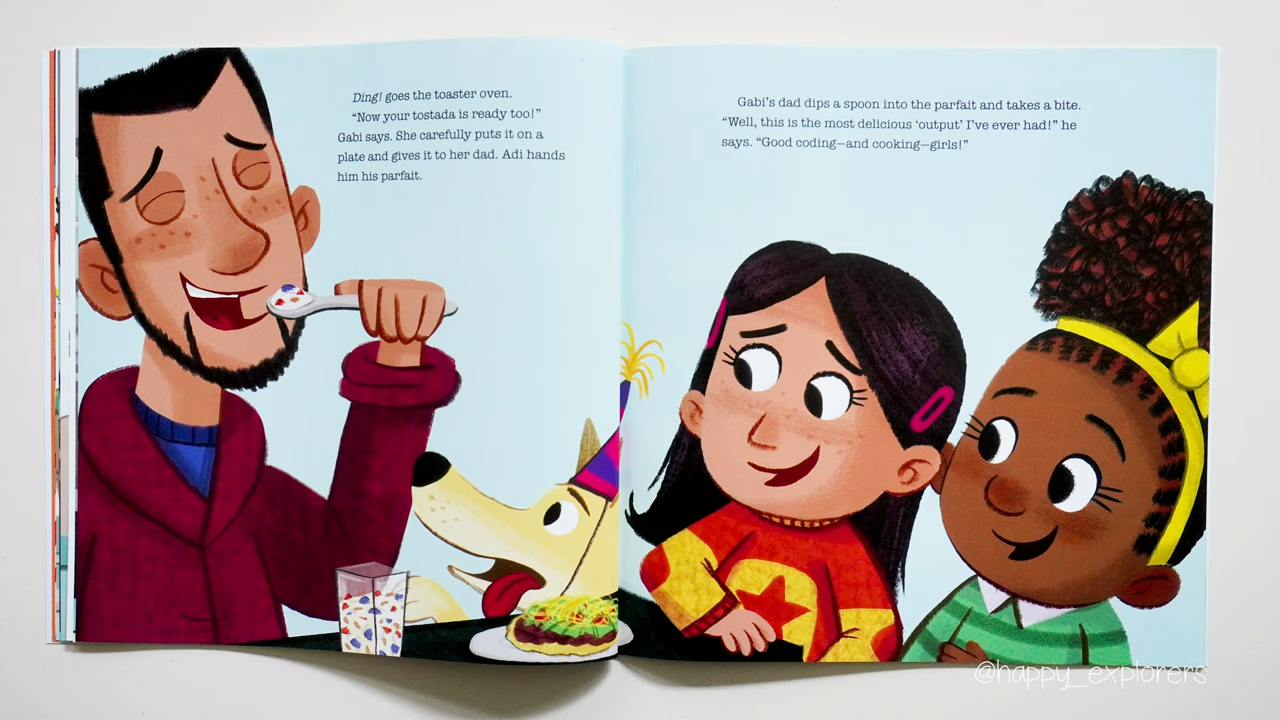 Ding! goes the toaster oven.
“Now your tostada is ready too!”
Gabi says. She carefully puts it on a
plate and gives it to her dad. Adi hands
him his parfait.
Gabi’s dad dips a spoon into the parfait and takes a bite.
“Well, this is the most delicious ‘output’ I’ve ever had!” he
says. “Good coding—and cooking—girls!”
@happy_explorers